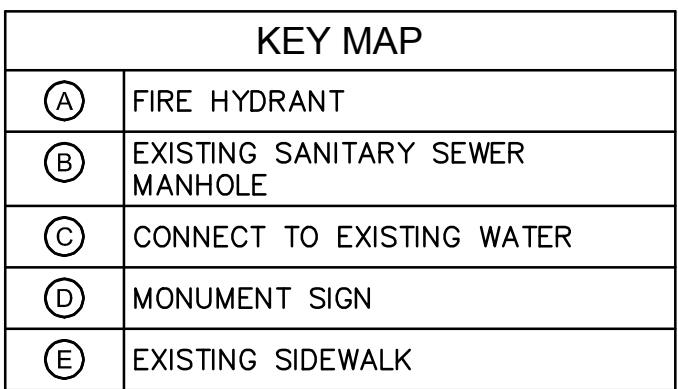 KEY MAP
A FIRE HYDRANT
B EXISTING SANITARY SEWER
MANHOLE
C CONNECT TO EXISTING WATER
D MONUMENT SIGN
E EXISTING SIDEWALK